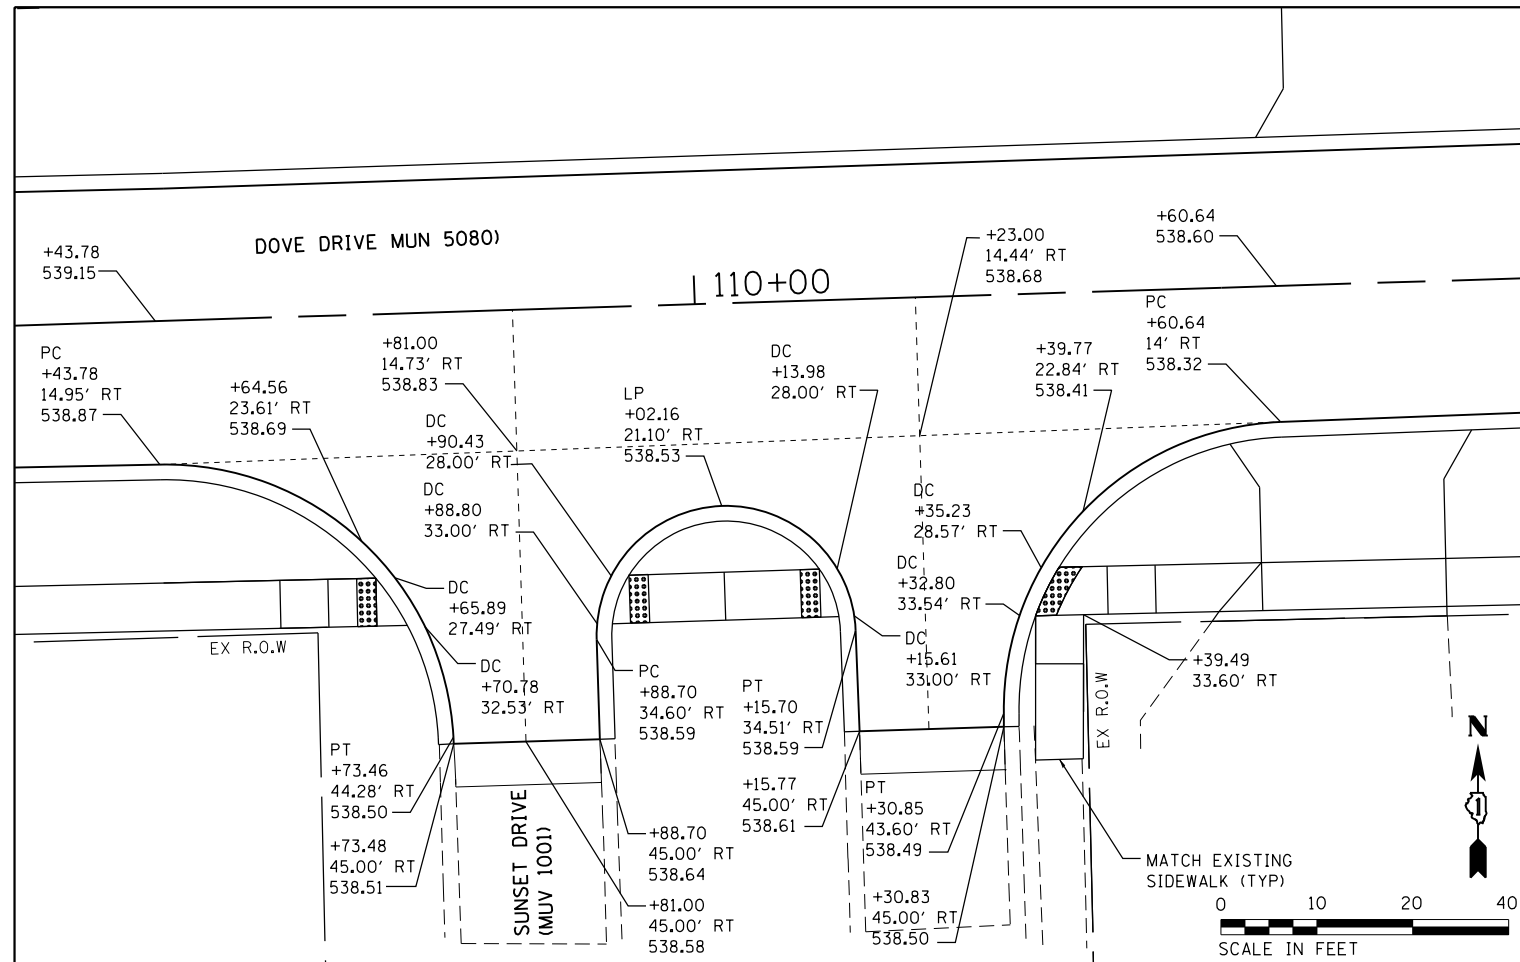 +43.78
539.15
DOVE DRIVE MUN 5080)
110+00
+23.00
14.44' RT
538.68
+60.64
538.60
PC
+43.78
14.95' RT
538.87
+64.56
23.61' RT
538.69
+81.00
14.73' RT
538.83
DC
+90.43
28.00' RT
DC
+88.80
33.00' RT
LP
+02.16
21.10' RT
538.53
DC
+13.98
28.00' RT
+39.77
22.84' RT
538.41
PC
+60.64
14' RT
538.32
DC
+35.23
28.57' RT
DC
+32.80
33.54' RT
DC
+65.89
27.49' RT
DC
+70.78
32.53' RT
EX R.O.W
PC
+88.70
34.60' RT
538.59
PT
+15.70
34.51' RT
538.59
DC
+15.61
33.00' RT
+39.49
33.60' RT
EX R.O.W
PT
+73.46
44.28' RT
538.50
+73.48
45.00' RT
538.51
SUNSET DRIVE
(MUV 1001)
+88.70
45.00' RT
538.64
+81.00
45.00' RT
538.58
+15.77
45.00' RT
538.61
PT
+30.85
43.60' RT
538.49
+30.83
45.00' RT
538.50
MATCH EXISTING
SIDEWALK (TYP)
N
1
0 10 20 40
SCALE IN FEET